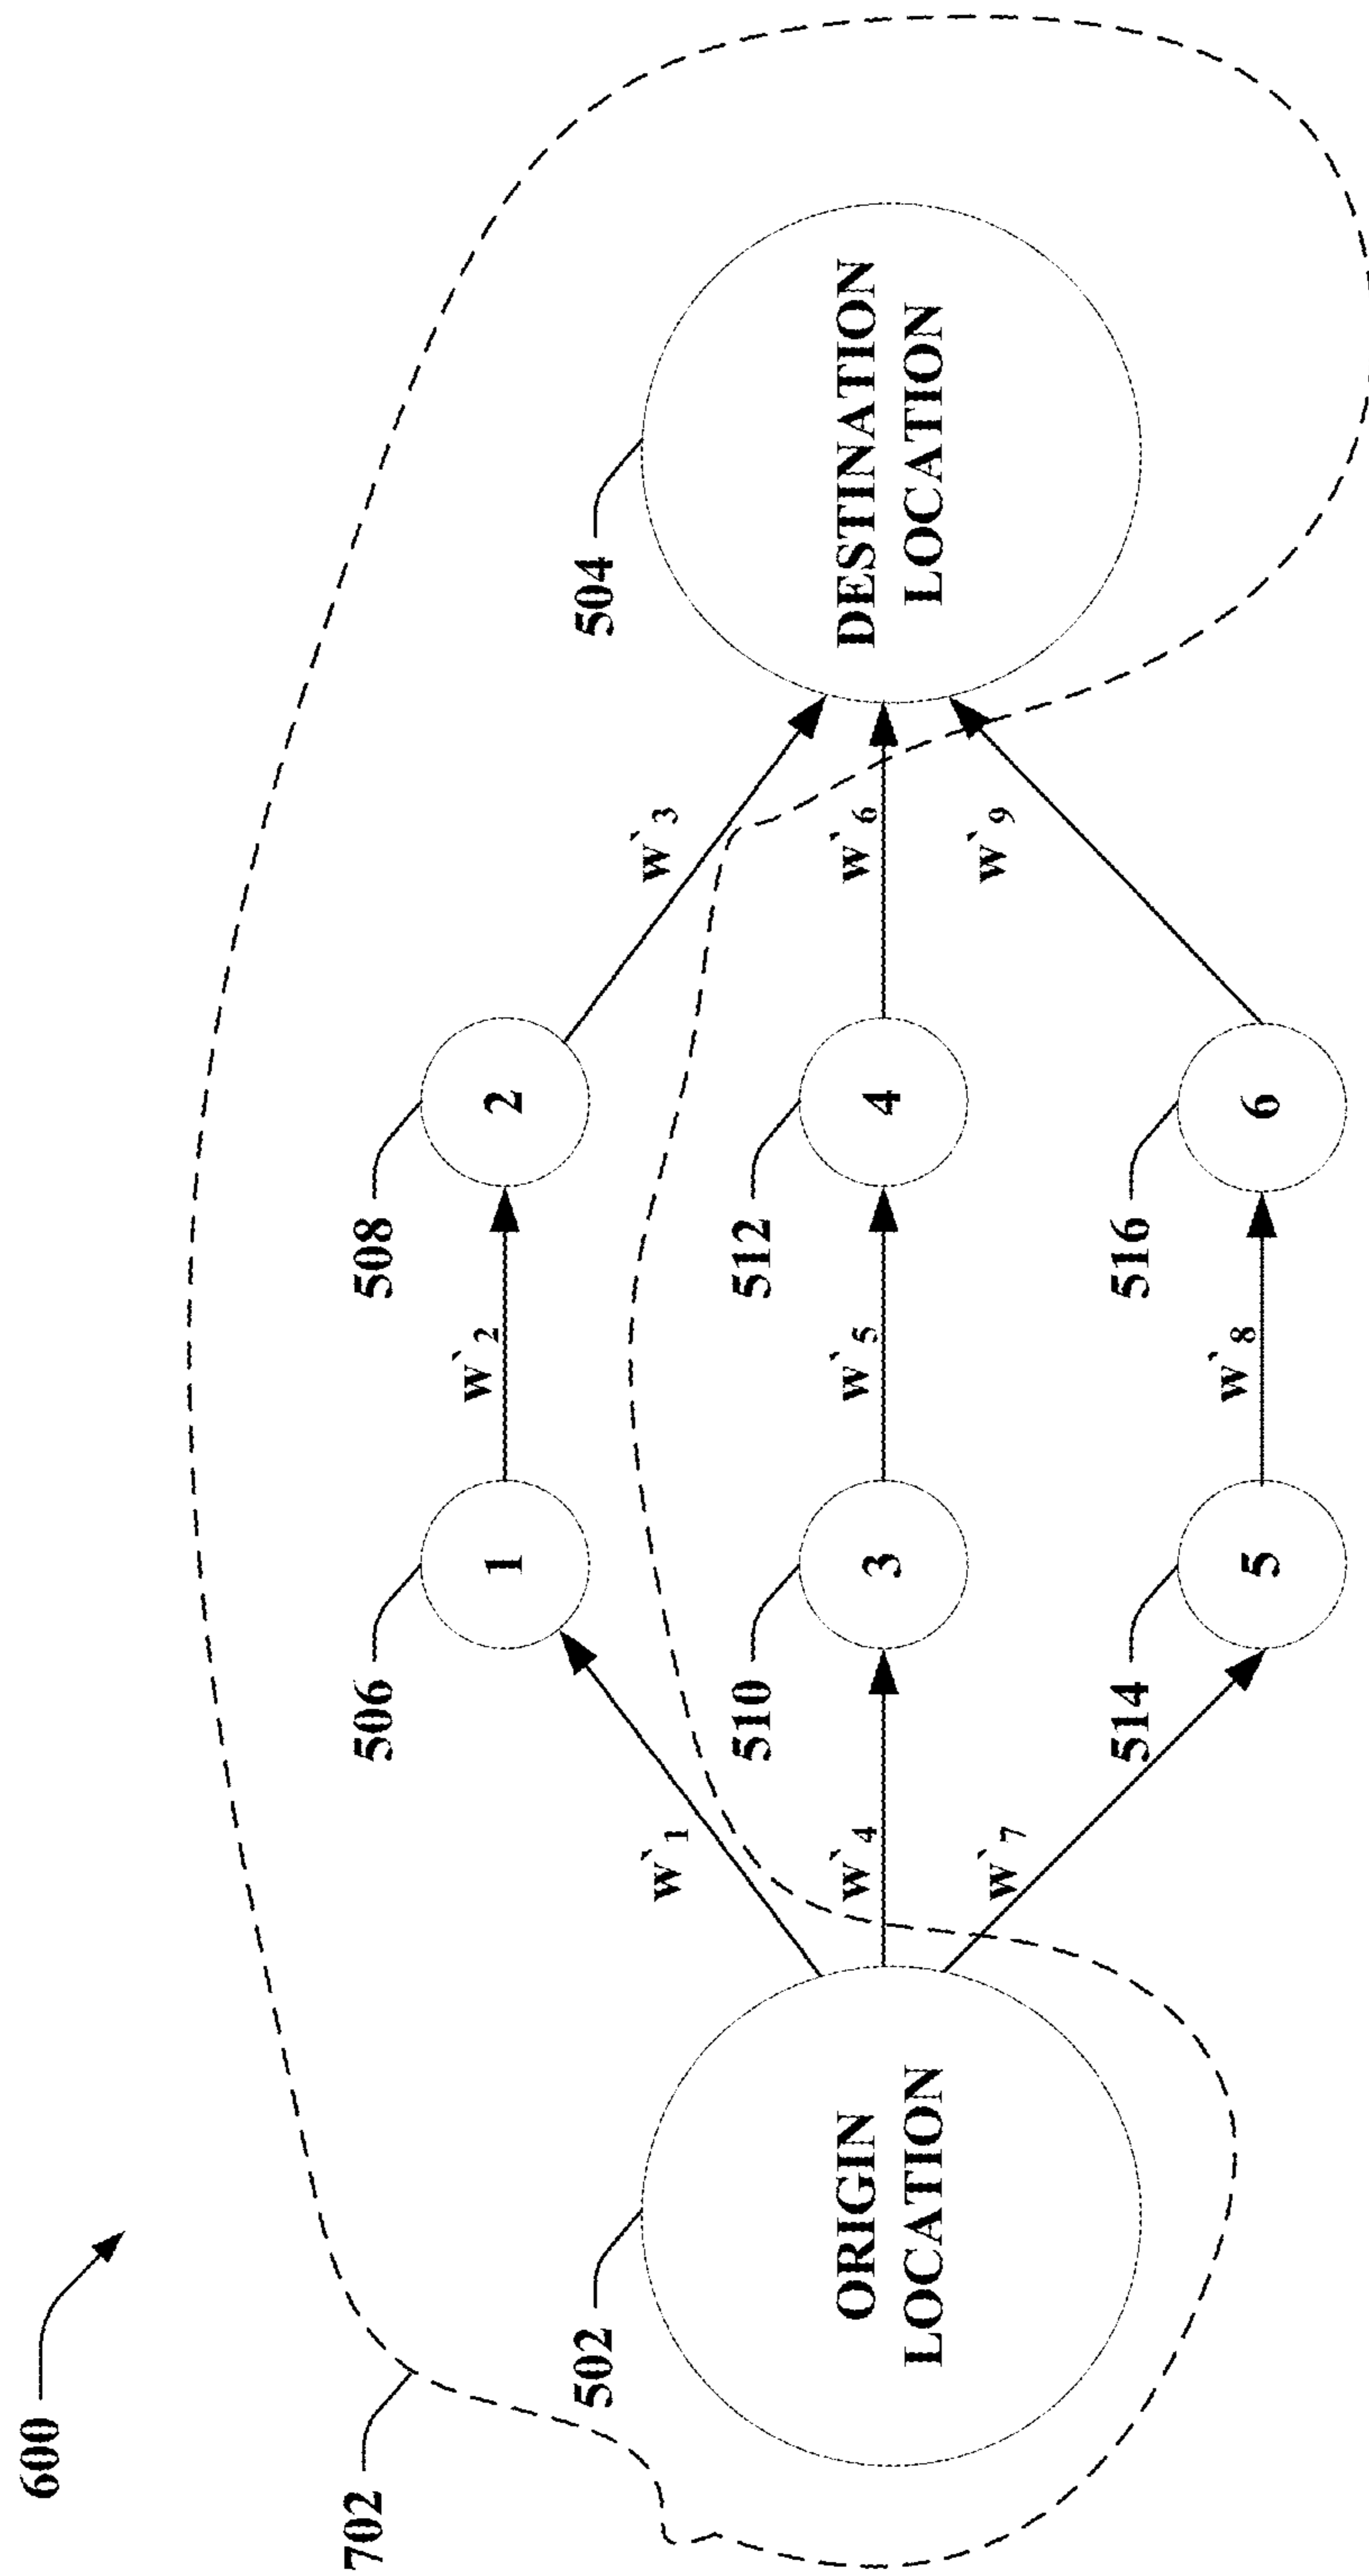 600
702
502
ORIGIN
LOCATION
w`1
w`4
w`7
506
1
510
3
514
5
w`2
w`5
w`8
508
2
512
4
516
6
w`3
w`6
w`9
504
DESTINATION
LOCATION